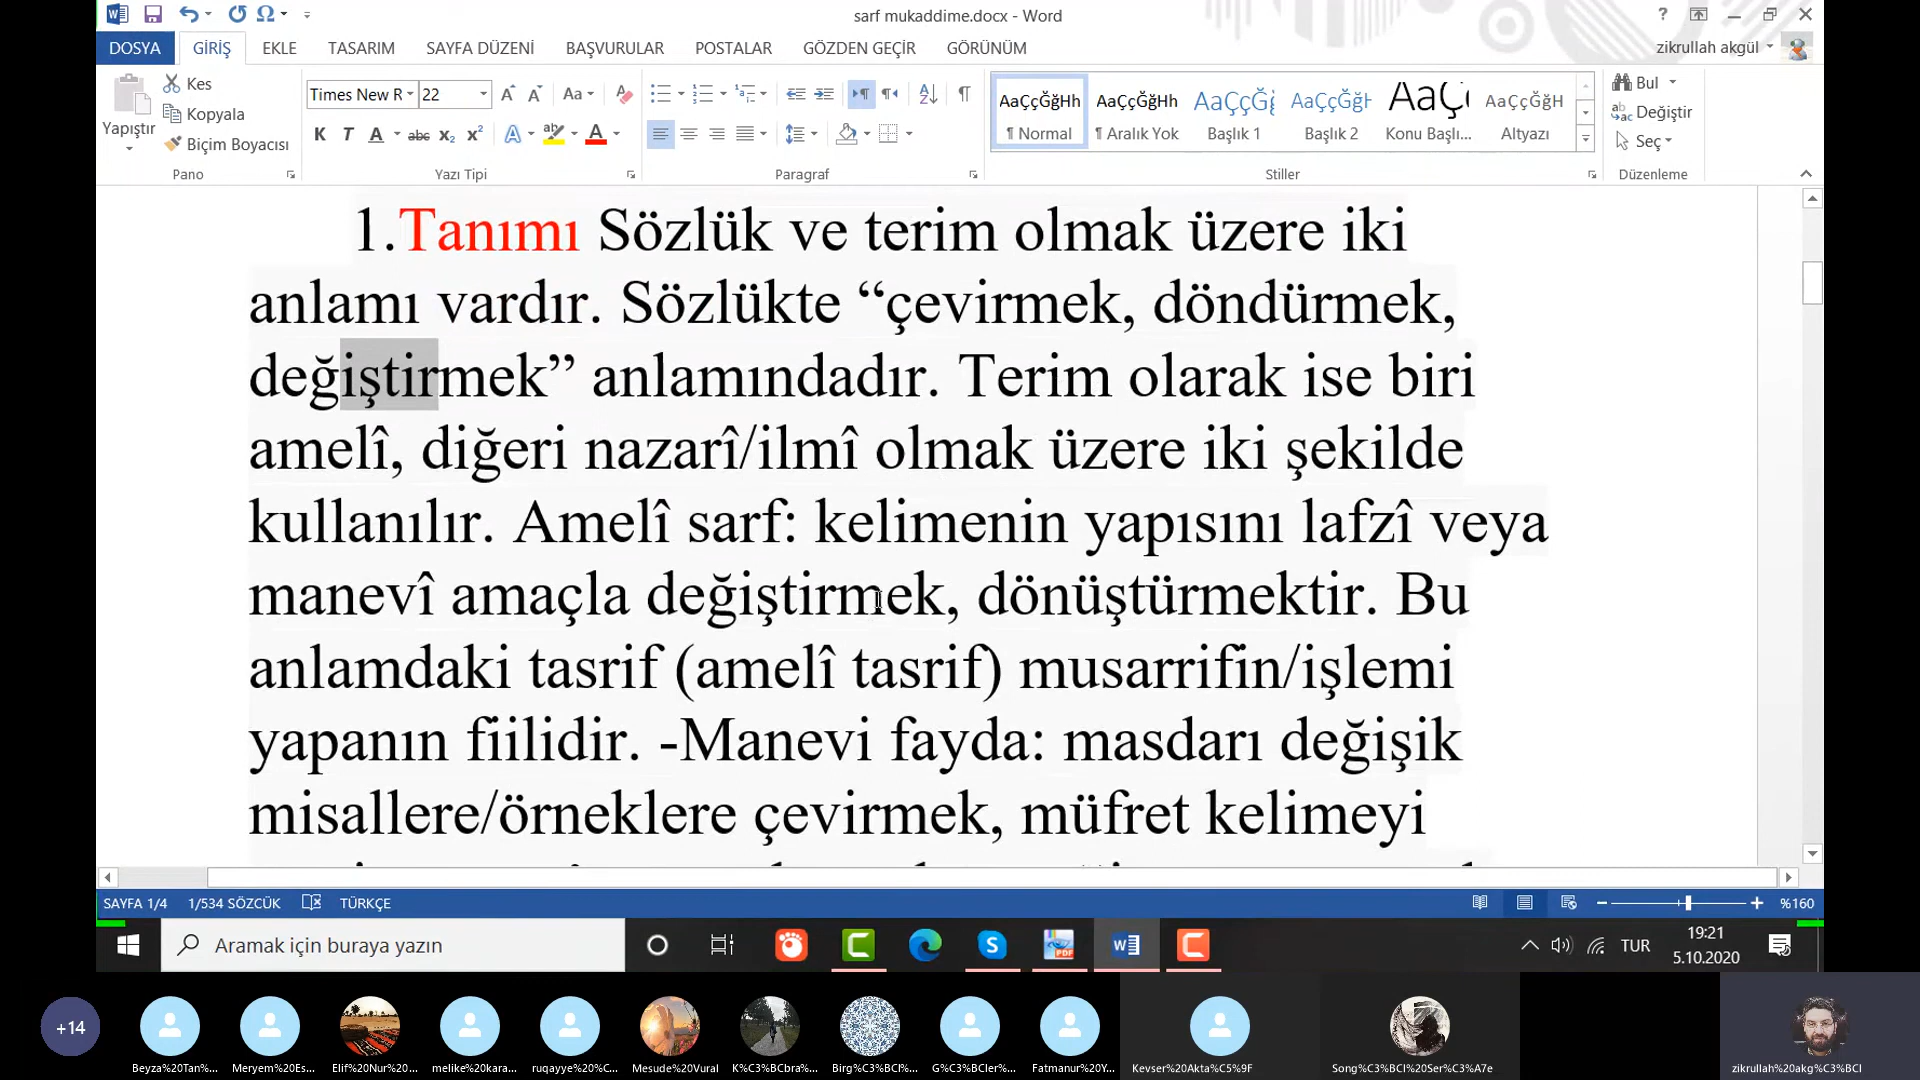 sarf mukaddime.docx - Word
DOSYA GİRİŞ EKLE TASARIM SAYFA DÜZENİ BAŞVURULAR POSTALAR GÖZDEN GEÇİR GÖRÜNÜM zikrullah akgül
Yapıştır
Kes
Kopyala
Biçim Boyacısı
Pano
Times New R 22
Yazı Tipi
Paragraf
AaÇçĞğHh
¶ Normal
AaÇçĞğHh
¶ Aralık Yok
Başlık 1
Başlık 2
Konu Başlı...
AaÇçĞğH
Altyazı
Stiller
Bul
Değiştir
Seç
Düzenleme
1.Tanımı Sözlük ve terim olmak üzere iki
anlamı vardır. Sözlükte “çevirmek, döndürmek,
değiştirmek” anlamındadır. Terim olarak ise biri
amelî, diğeri nazarî/ilmî olmak üzere iki şekilde
kullanılır. Amelî sarf: kelimenin yapısını lafzî veya
manevî amaçla değiştirmek, dönüştürmektir. Bu
anlamdaki tasrif (amelî tasrif) musarrifin/işlemi
yapanın fiilidir. -Manevi fayda: masdarı değişik
misallere/örneklere çevirmek, müfret kelimeyi
SAYFA 1/4 1/534 SÖZCÜK TÜRKÇE %160
Aramak için buraya yazın
TUR
19:21
5.10.2020
+14
Beyza%20Tan%...
Meryem%20Es...
Elif%20Nur%20...
melike%20kara...
ruqayye%20%C...
Mesude%20Vural
K%C3%BCbra%...
Birg%C3%BCl%...
G%C3%BCler%...
Fatmanur%20Y...
Kevser%20Akta%C5%9F
Song%C3%BCl%20Ser%C3%A7e
zikrullah%20akg%C3%BCl